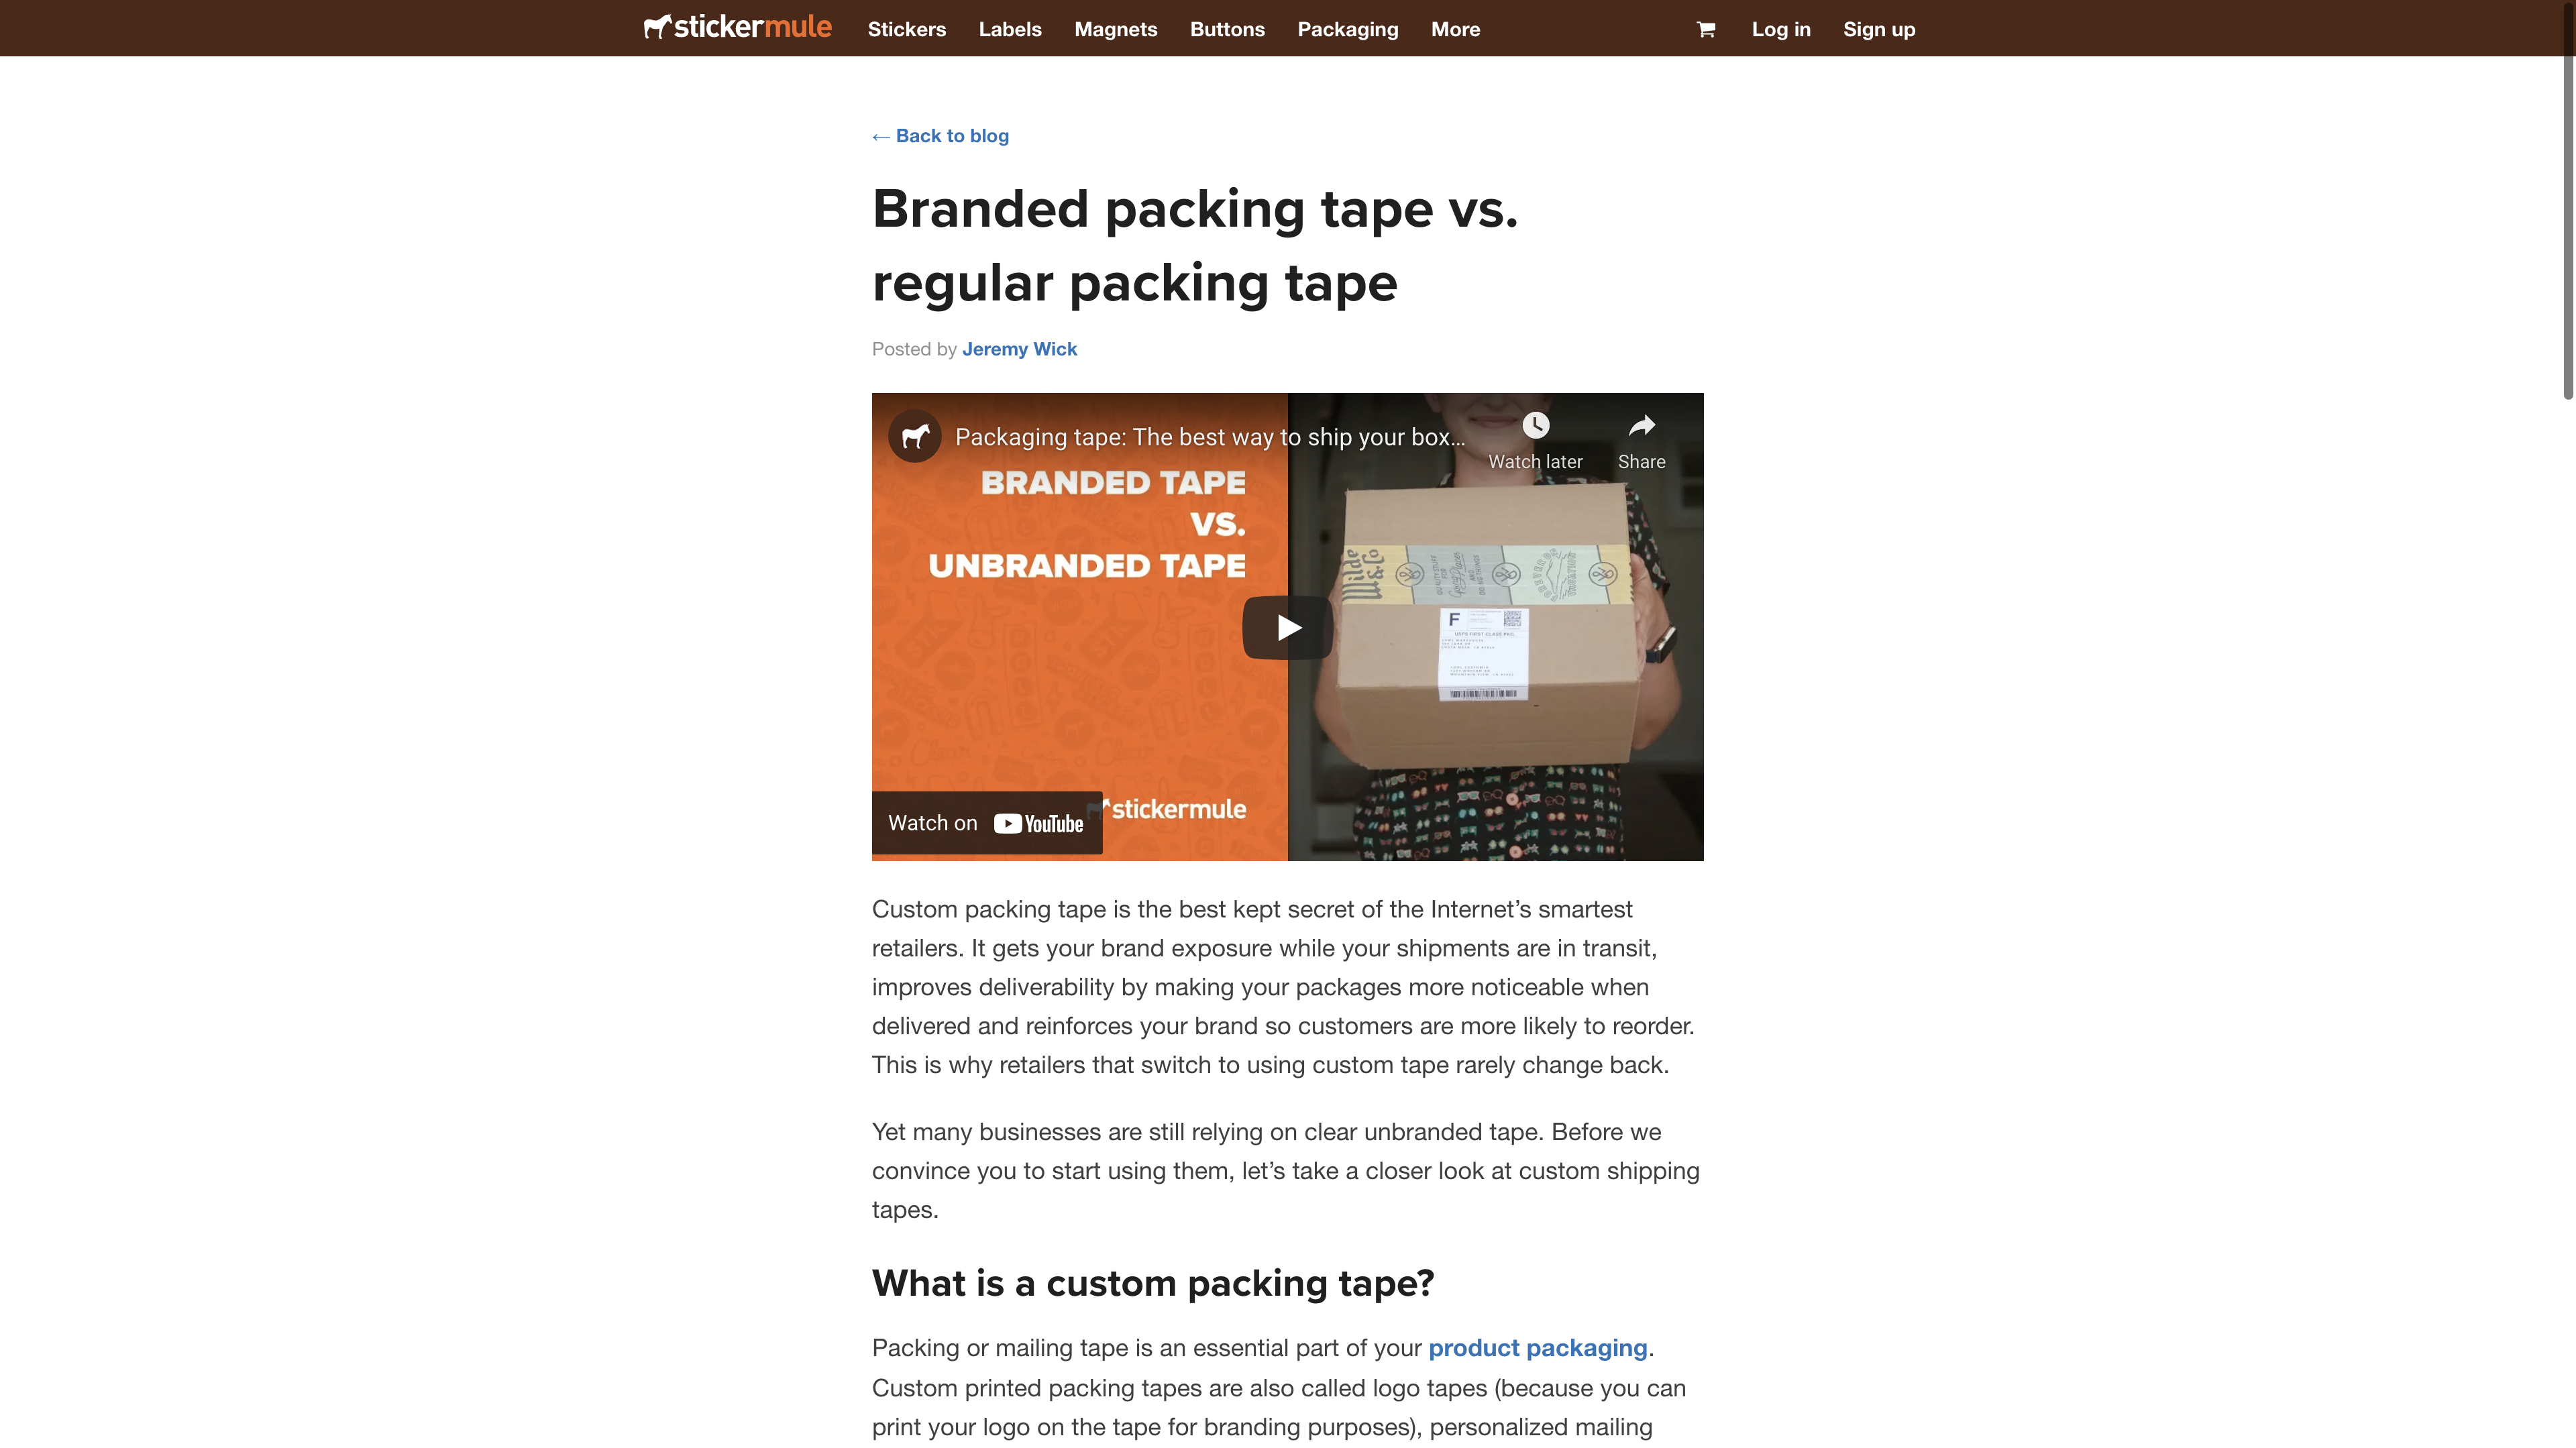 stickermule
Stickers
Labels
Magnets
Buttons
Packaging
More
Log in
Sign up
← Back to blog
Branded packing tape vs.
regular packing tape
Posted by Jeremy Wick
Packaging tape: The best way to ship your box...
Watch later
Share
BRANDED TAPE
VS.
UNBRANDED TAPE
Wilde
& Co
F
USPS FIRST-CLASS MAIL
Watch on YouTube
stickermule
Custom packing tape is the best kept secret of the Internet’s smartest
retailers. It gets your brand exposure while your shipments are in transit,
improves deliverability by making your packages more noticeable when
delivered and reinforces your brand so customers are more likely to reorder.
This is why retailers that switch to using custom tape rarely change back.
Yet many businesses are still relying on clear unbranded tape. Before we
convince you to start using them, let’s take a closer look at custom shipping
tapes.
What is a custom packing tape?
Packing or mailing tape is an essential part of your product packaging.
Custom printed packing tapes are also called logo tapes (because you can
print your logo on the tape for branding purposes), personalized mailing